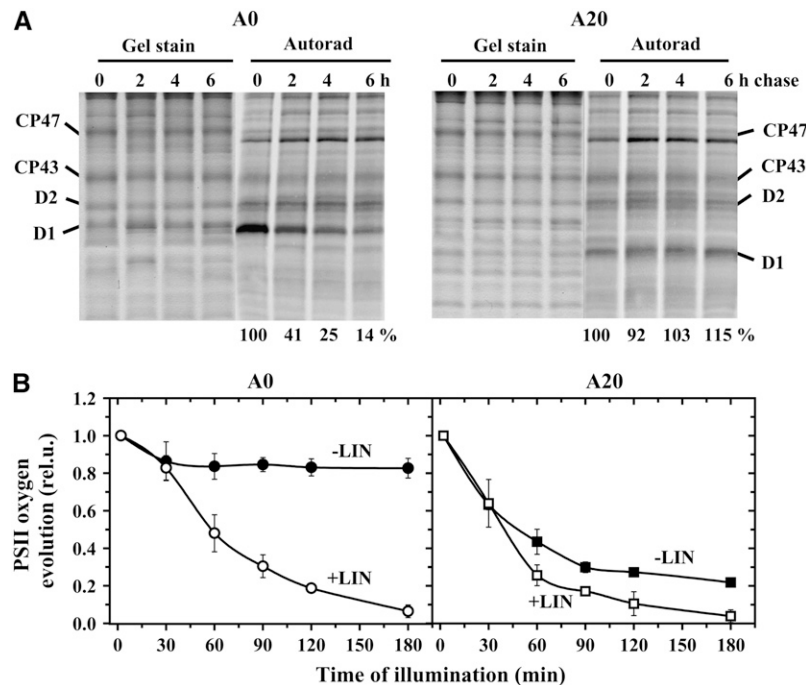 A
A0
A20
Gel stain
Autorad
Gel stain
Autorad
0 2 4 6 0 2 4 6 h
0 2 4 6 0 2 4 6 h chase
CP47
CP43
D2
D1
CP47
CP43
D2
D1
100 41 25 14 %
100 92 103 115 %
B
A0
A20
PSII oxygen
evolution (rel.u.)
1.2
1.0
0.8
0.6
0.4
0.2
0.0
-LIN
+LIN
-LIN
+LIN
0 30 60 90 120 150 180
0 30 60 90 120 150 180
Time of illumination (min)